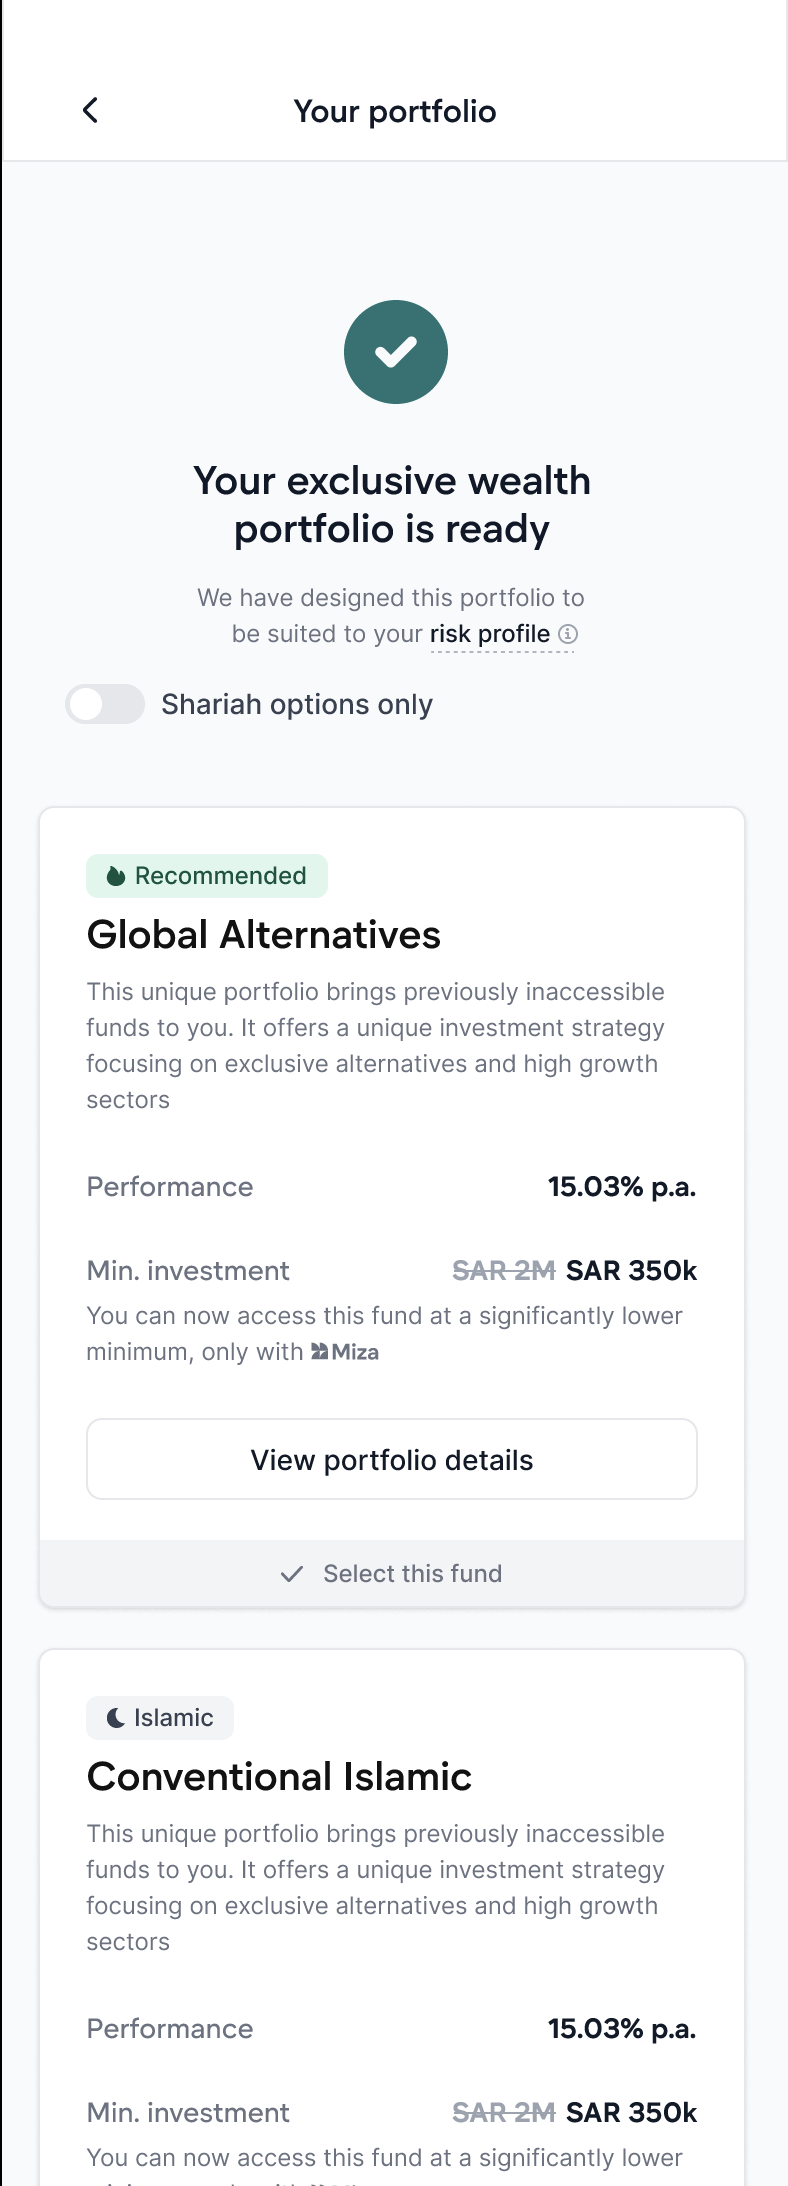 Your portfolio
Your exclusive wealth
portfolio is ready
We have designed this portfolio to
be suited to your risk profile
Shariah options only
Recommended
Global Alternatives
This unique portfolio brings previously inaccessible
funds to you. It offers a unique investment strategy
focusing on exclusive alternatives and high growth
sectors
Performance 15.03% p.a.
Min. investment SAR 2M SAR 350k
You can now access this fund at a significantly lower
minimum, only with Miza
View portfolio details
Select this fund
Islamic
Conventional Islamic
This unique portfolio brings previously inaccessible
funds to you. It offers a unique investment strategy
focusing on exclusive alternatives and high growth
sectors
Performance 15.03% p.a.
Min. investment SAR 2M SAR 350k
You can now access this fund at a significantly lower